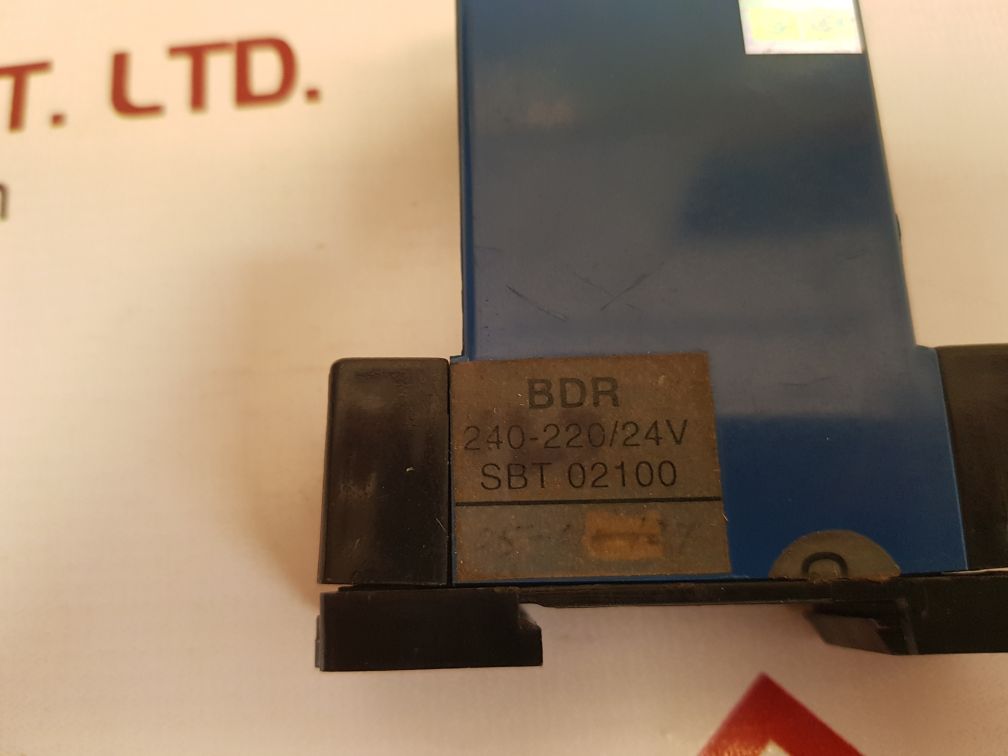 T. LTD.
BDR
240-220/24V
SBT 02100